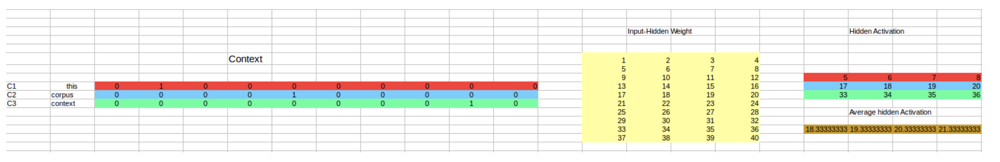 Input-Hidden Weight Hidden Activation
Context
1 2 3 4
5 6 7 8
9 10 11 12 5 6 7 8
C1 this 0 1 0 0 0 0 0 0 0 0 13 14 15 16 17 18 19 20
C2 corpus 0 0 0 0 1 0 0 0 0 0 17 18 19 20 33 34 35 36
C3 context 0 0 0 0 0 0 0 0 1 0 21 22 23 24
25 26 27 28 Average hidden Activation
29 30 31 32
33 34 35 36 18.33333333 19.33333333 20.33333333 21.33333333
37 38 39 40